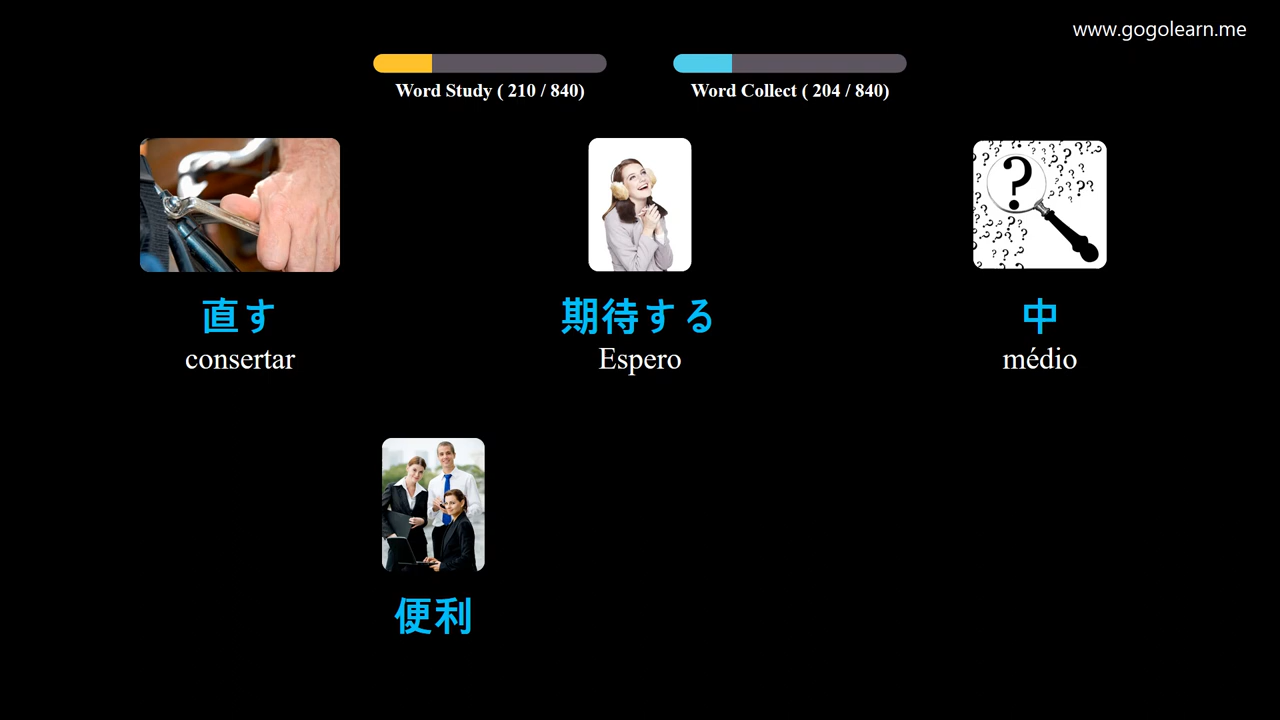 www.gogolearn.me
Word Study ( 210 / 840)
Word Collect ( 204 / 840)
直す
consertar
期待する
Espero
中
médio
便利